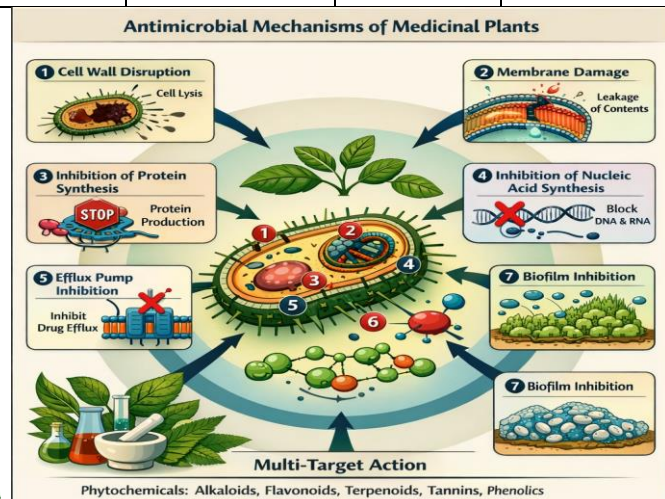 Antimicrobial Mechanisms of Medicinal Plants
1 Cell Wall Disruption
Cell Lysis
2 Membrane Damage
Leakage
of Contents
3 Inhibition of Protein
Synthesis
STOP
Protein
Production
4 Inhibition of Nucleic
Acid Synthesis
Block
DNA & RNA
5 Efflux Pump
Inhibition
Inhibit
Drug Efflux
1
2
3
4
5
6
7 Biofilm Inhibition
7 Biofilm Inhibition
Multi-Target Action
Phytochemicals: Alkaloids, Flavonoids, Terpenoids, Tannins, Phenolics